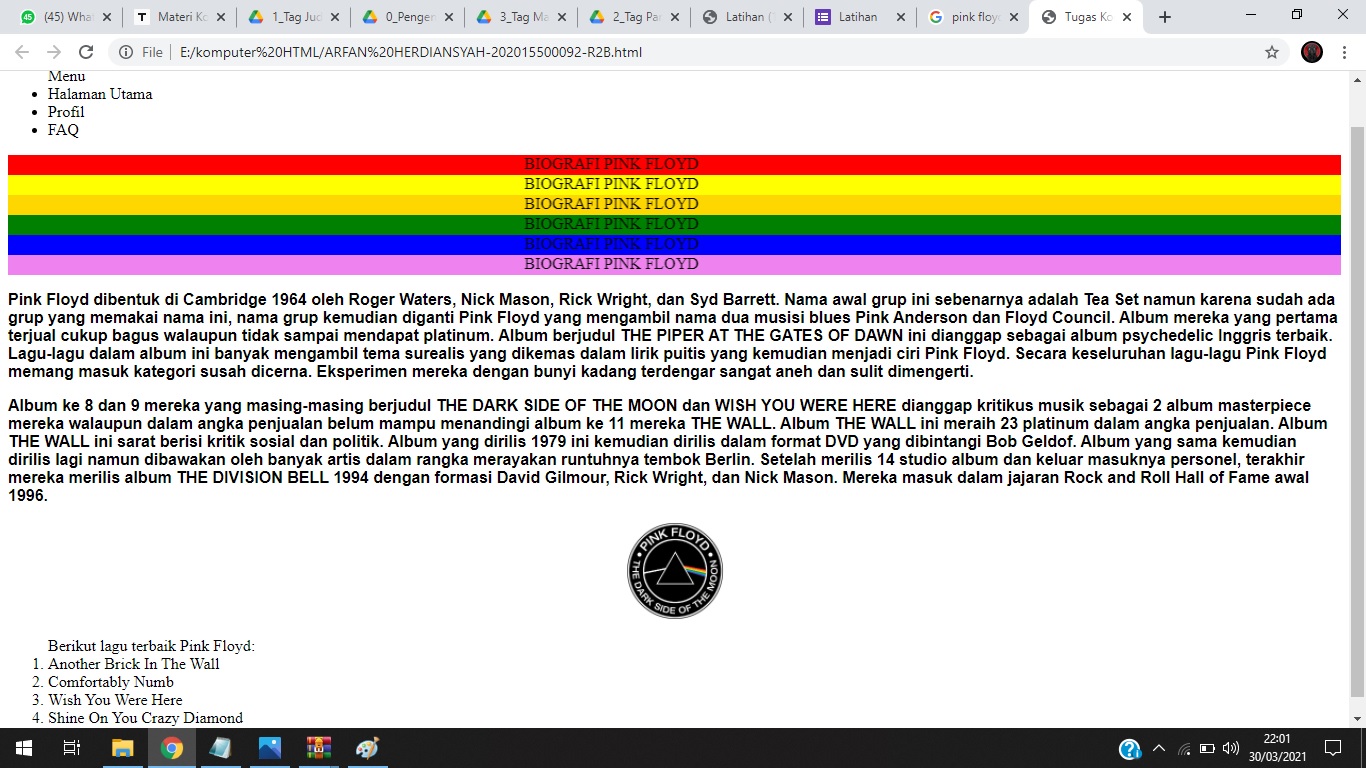 (45) What
Materi Ko
1_Tag Jud
0_Pengen
3_Tag Ma
2_Tag Par
Latihan (
Latihan
pink floy
Tugas Ko
File
E:/komputer%20HTML/ARFAN%20HERDIANSYAH-202015500092-R2B.html
Menu
• Halaman Utama
• Profil
• FAQ
BIOGRAFI PINK FLOYD
BIOGRAFI PINK FLOYD
BIOGRAFI PINK FLOYD
BIOGRAFI PINK FLOYD
BIOGRAFI PINK FLOYD
BIOGRAFI PINK FLOYD
Pink Floyd dibentuk di Cambridge 1964 oleh Roger Waters, Nick Mason, Rick Wright, dan Syd Barrett. Nama awal grup ini sebenarnya adalah Tea Set namun karena sudah ada
grup yang memakai nama ini, nama grup kemudian diganti Pink Floyd yang mengambil nama dua musisi blues Pink Anderson dan Floyd Council. Album mereka yang pertama
terjual cukup bagus walaupun tidak sampai mendapat platinum. Album berjudul THE PIPER AT THE GATES OF DAWN ini dianggap sebagai album psychedelic Inggris terbaik.
Lagu-lagu dalam album ini banyak mengambil tema surealis yang dikemas dalam lirik puitis yang kemudian menjadi ciri Pink Floyd. Secara keseluruhan lagu-lagu Pink Floyd
memang masuk kategori susah dicerna. Eksperimen mereka dengan bunyi kadang terdengar sangat aneh dan sulit dimengerti.
Album ke 8 dan 9 mereka yang masing-masing berjudul THE DARK SIDE OF THE MOON dan WISH YOU WERE HERE dianggap kritikus musik sebagai 2 album masterpiece
mereka walaupun dalam angka penjualan belum mampu menandingi album ke 11 mereka THE WALL. Album THE WALL ini meraih 23 platinum dalam angka penjualan. Album
THE WALL ini sarat berisi kritik sosial dan politik. Album yang dirilis 1979 ini kemudian dirilis dalam format DVD yang dibintangi Bob Geldof. Album yang sama kemudian
dirilis lagi namun dibawakan oleh banyak artis dalam rangka merayakan runtuhnya tembok Berlin. Setelah merilis 14 studio album dan keluar masuknya personel, terakhir
mereka merilis album THE DIVISION BELL 1994 dengan formasi David Gilmour, Rick Wright, dan Nick Mason. Mereka masuk dalam jajaran Rock and Roll Hall of Fame awal
1996.
• PINK FLOYD •
THE DARK SIDE OF THE MOON
Berikut lagu terbaik Pink Floyd:
1. Another Brick In The Wall
2. Comfortably Numb
3. Wish You Were Here
4. Shine On You Crazy Diamond
22:01
30/03/2021